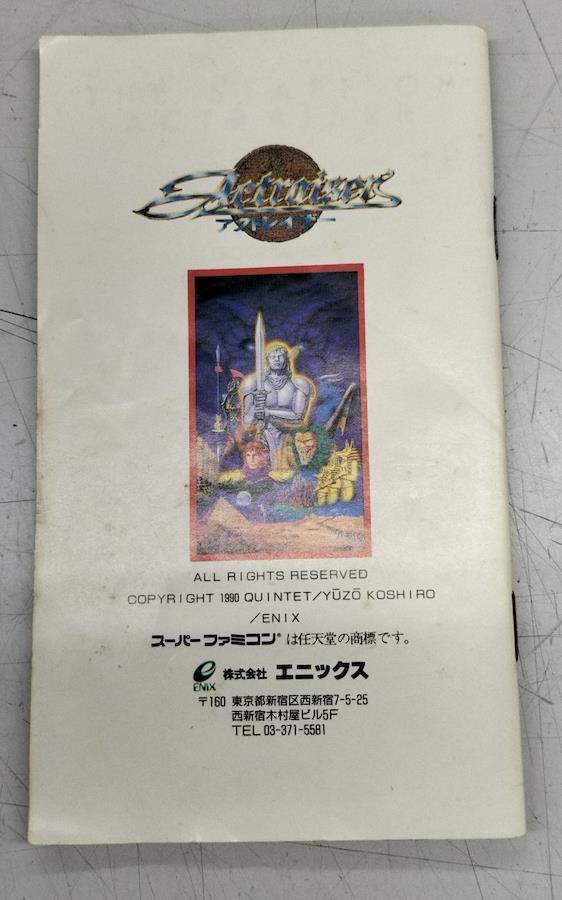 Actraiser
アクトレイザー
ALL RIGHTS RESERVED
COPYRIGHT 1990 QUINTET/YŪZŌ KOSHIRO
/ENIX
スーパーファミコン®は任天堂の商標です。
ENIX 株式会社 エニックス
〒160 東京都新宿区西新宿7-5-25
西新宿木村屋ビル5F
TEL 03-371-5581